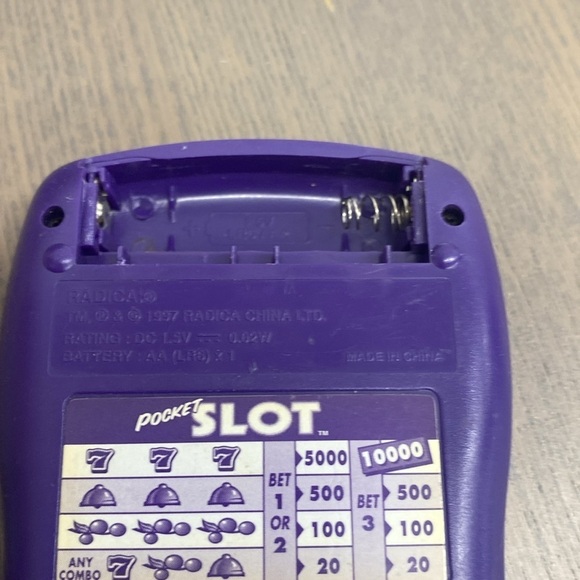 RADICA:®
TM, ® & © 1997 RADICA CHINA LTD.
RATING : DC 1.5V 0.02W
BATTERY : AA (LR6) X 1
MADE IN CHINA
POCKET SLOT™
5000 10000
BET 1 OR 2
BET 3
500 500
100 100
ANY COMBO 20 20